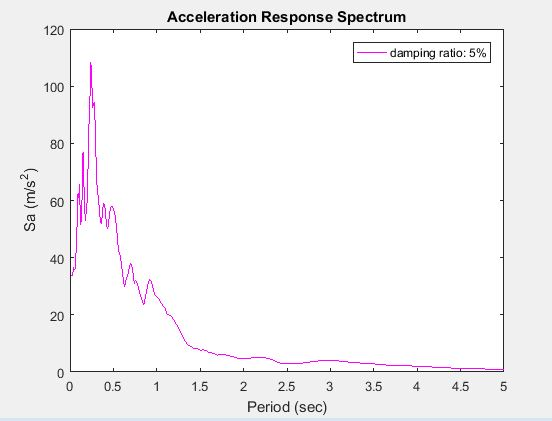 Acceleration Response Spectrum
damping ratio: 5%
120
100
80
60
40
20
0
Sa (m/s²)
0 0.5 1 1.5 2 2.5 3 3.5 4 4.5 5
Period (sec)